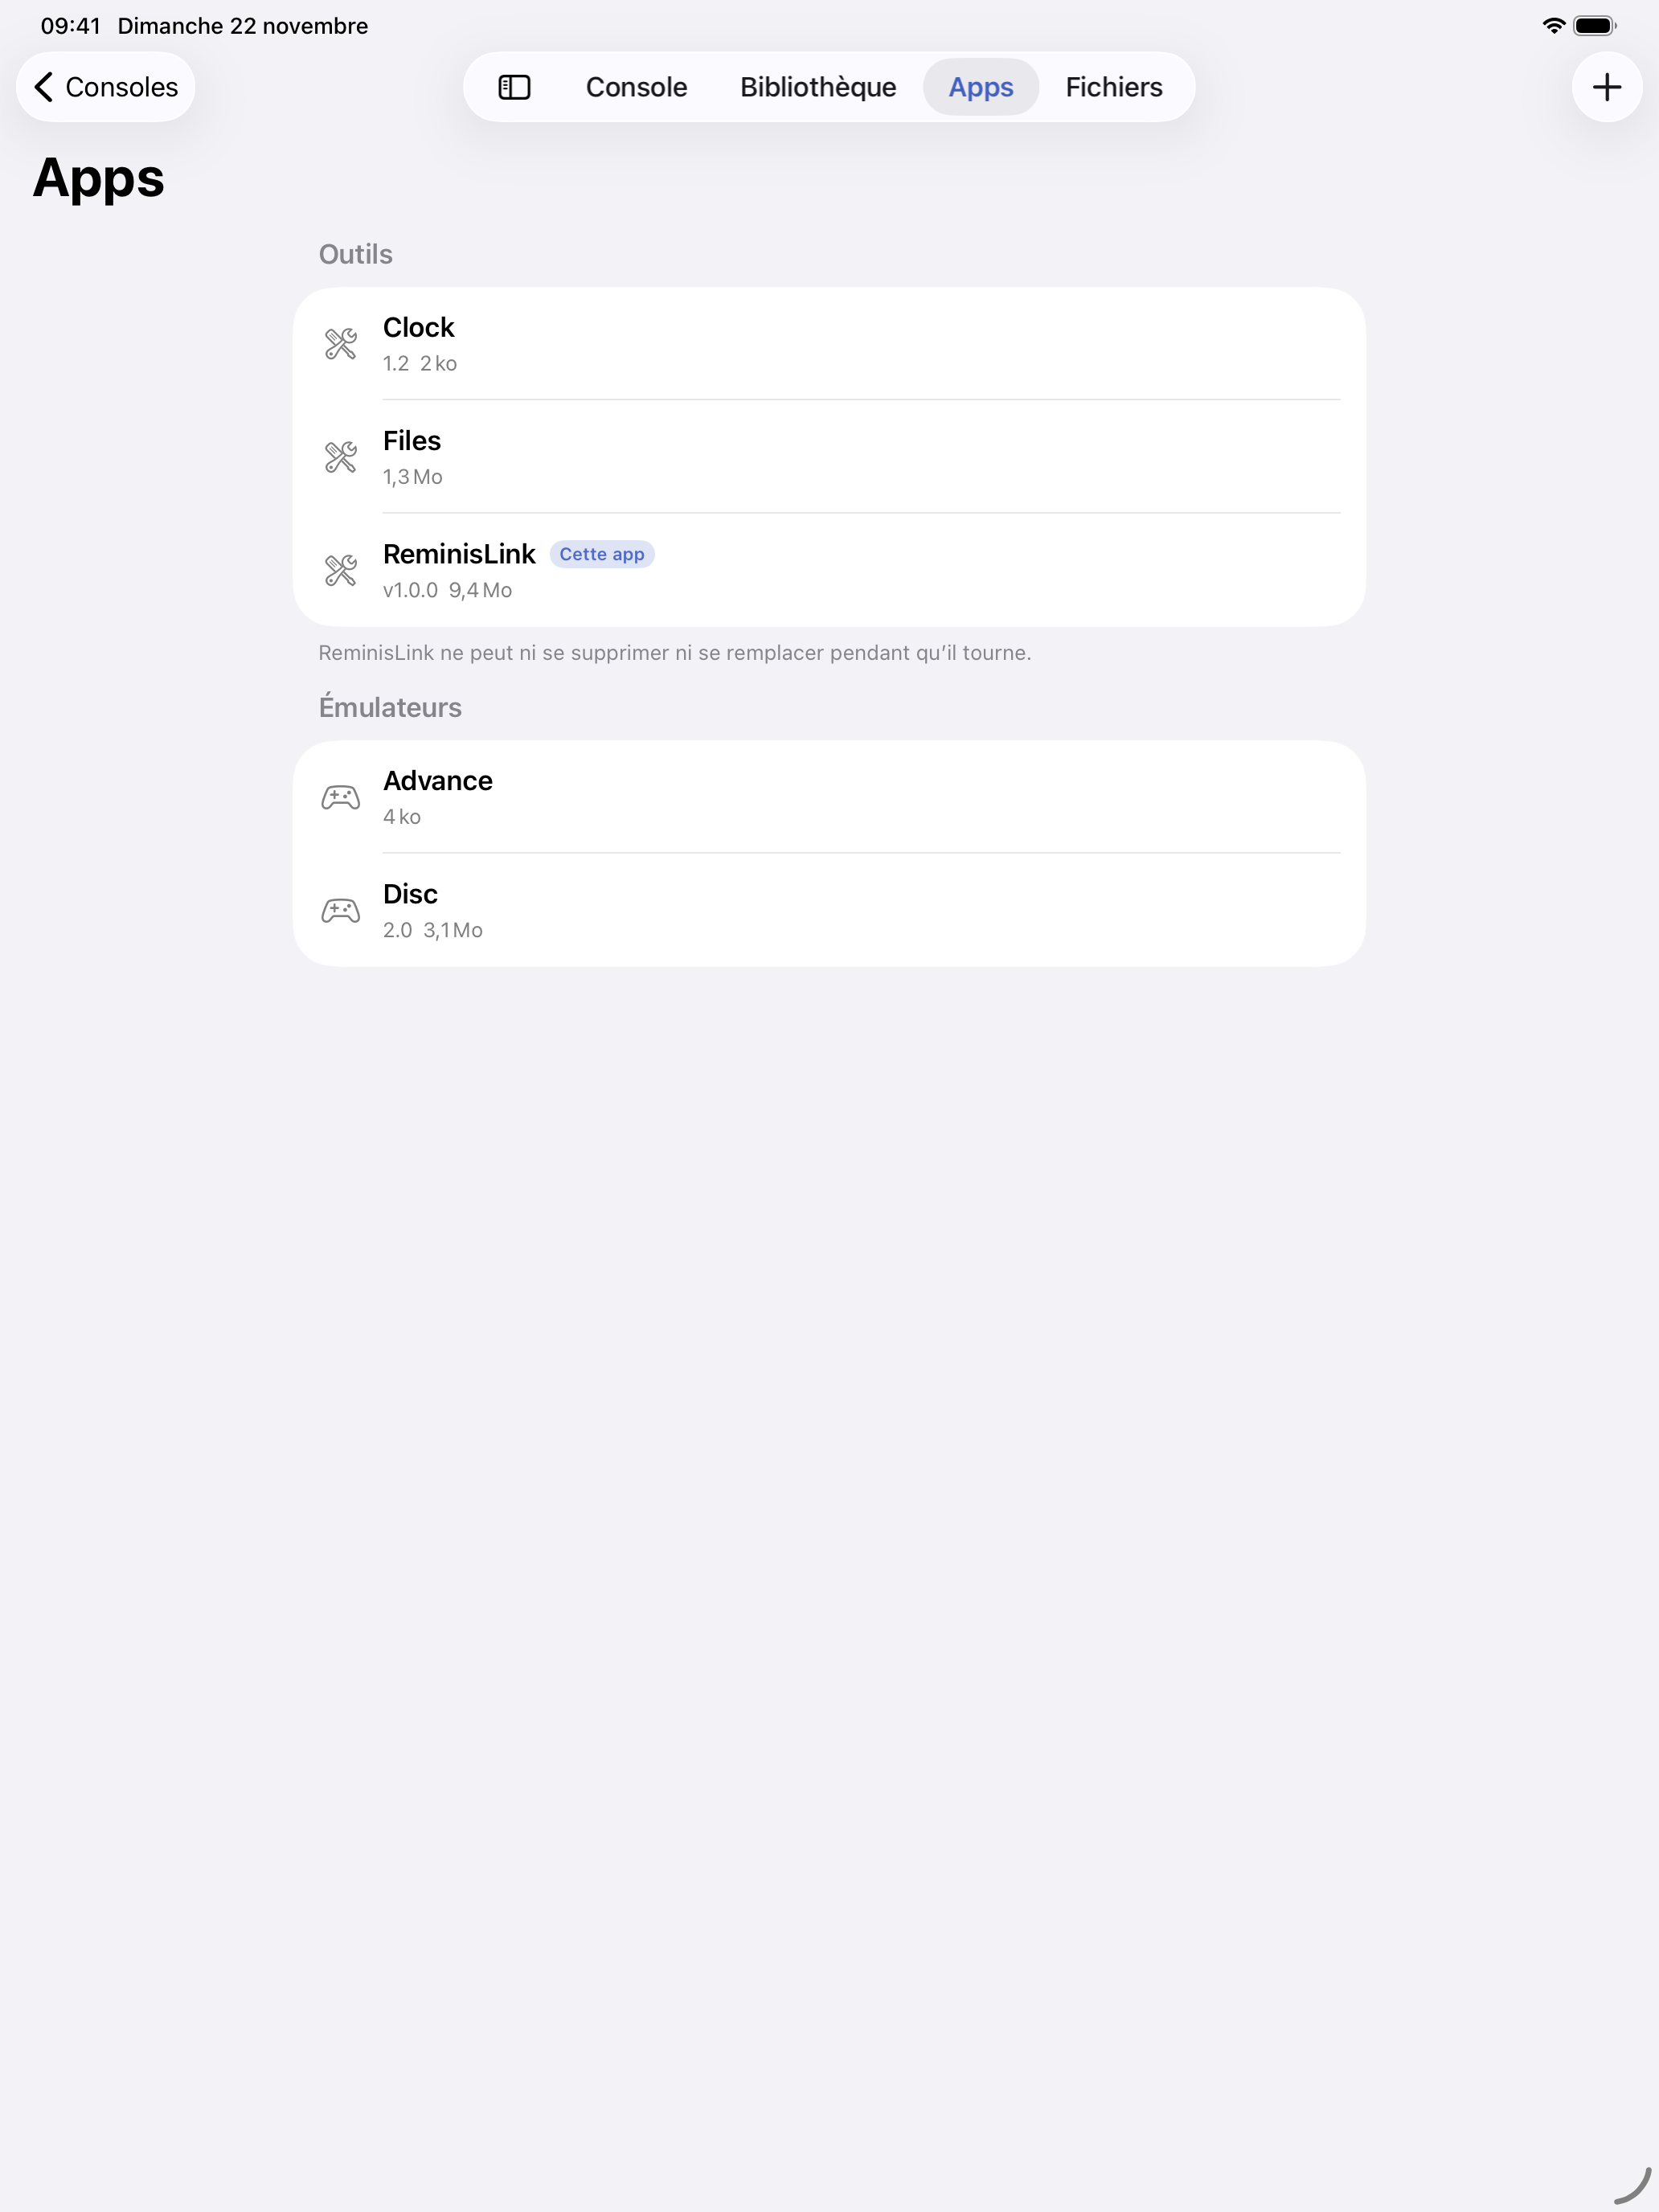 09:41 Dimanche 22 novembre
Consoles
Console
Bibliothèque
Apps
Fichiers
Apps
Outils
Clock
1.2 2 ko
Files
1,3 Mo
ReminisLink Cette app
v1.0.0 9,4 Mo
ReminisLink ne peut ni se supprimer ni se remplacer pendant qu’il tourne.
Émulateurs
Advance
4 ko
Disc
2.0 3,1 Mo